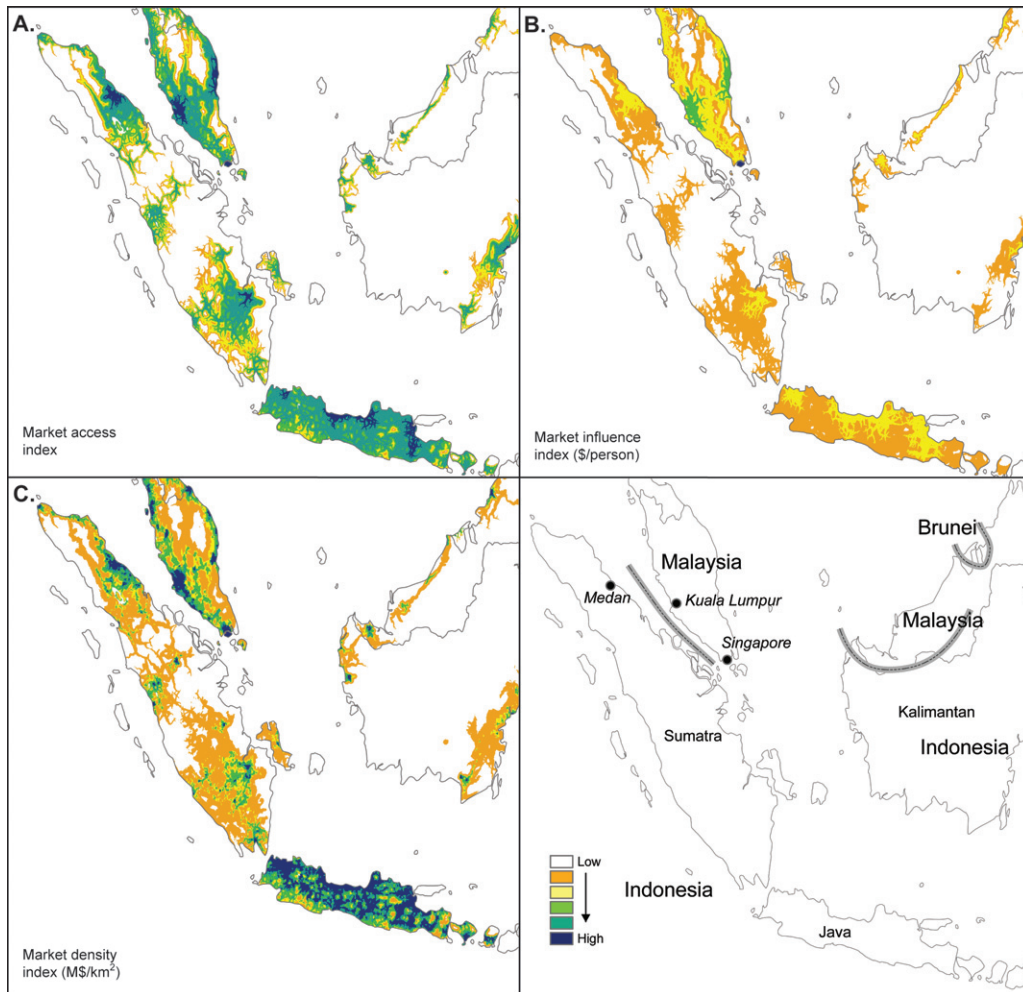 A.
Market access
index
B.
Market influence
index ($/person)
C.
Market density
index (M$/km²)
Brunei
Malaysia
Medan
Kuala Lumpur
Malaysia
Singapore
Kalimantan
Sumatra
Indonesia
Low
High
Indonesia
Java